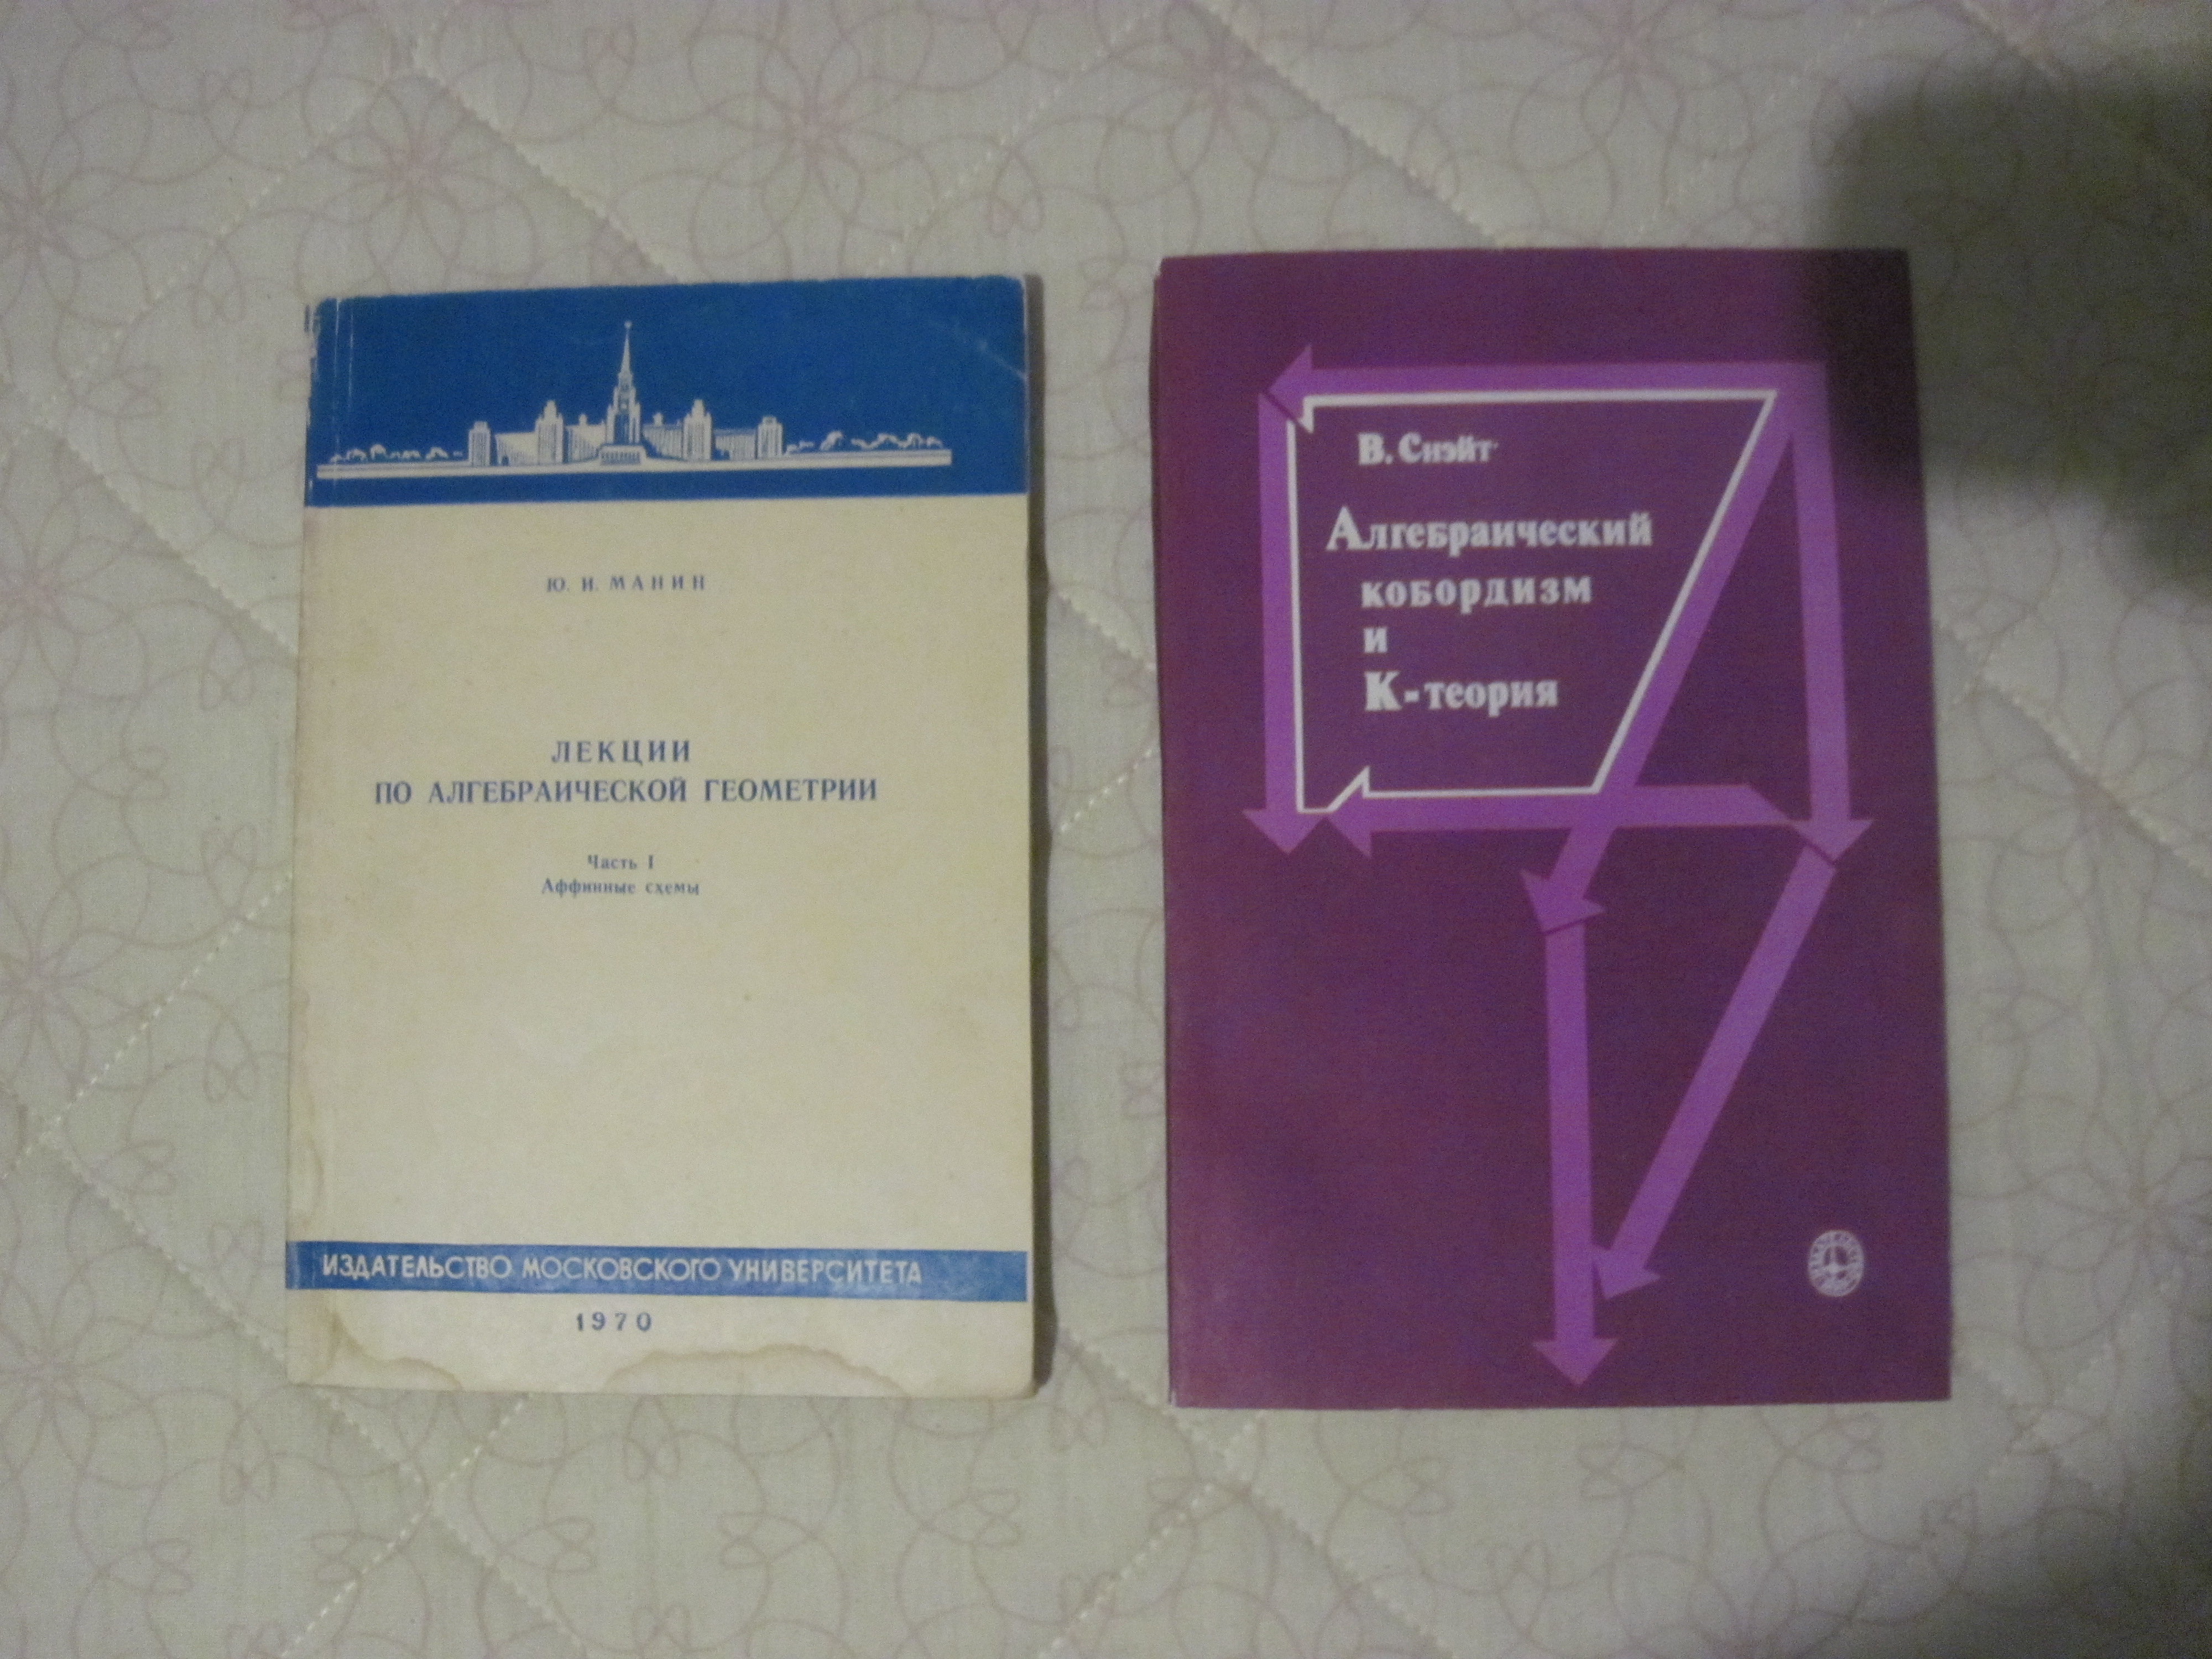 Ю. И. МАНИН
ЛЕКЦИИ
ПО АЛГЕБРАИЧЕСКОЙ ГЕОМЕТРИИ
Часть I
Аффинные схемы
ИЗДАТЕЛЬСТВО МОСКОВСКОГО УНИВЕРСИТЕТА
1970
В. Снэйт
Алгебраический
кобордизм
и
К-теория